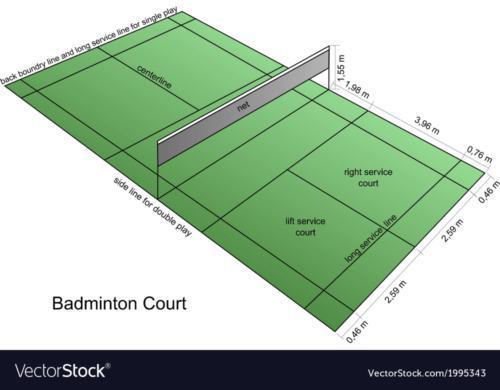 back boundry line and long service line for single play
centerline
net
1,55 m
1,98 m
3,96 m
0,76 m
right service
court
0,46 m
lift service
court
long service line
2,59 m
side line for double play
2,59 m
0,46 m
Badminton Court
VectorStock®
VectorStock.com/1995343